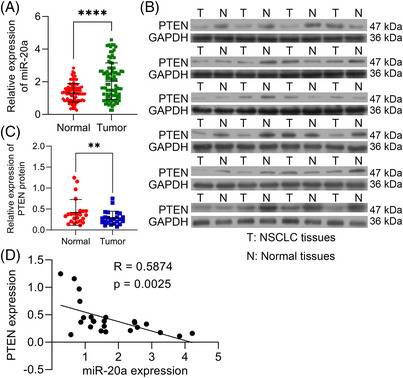 (A)
Relative expression
of miR-20a
6
4
2
0
****
Normal Tumor
(B)
T N T N T N T N
PTEN 47 kDa
GAPDH 36 kDa
T N T N T N T N
PTEN 47 kDa
GAPDH 36 kDa
T N T N T N T N
PTEN 47 kDa
GAPDH 36 kDa
T N T N T N T N
PTEN 47 kDa
GAPDH 36 kDa
T N T N T N T N
PTEN 47 kDa
GAPDH 36 kDa
T N T N T N T N
PTEN 47 kDa
GAPDH 36 kDa
T: NSCLC tissues
N: Normal tissues
(C)
Relative expression of
PTEN protein
2.0
1.5
1.0
0.5
0.0
**
Normal Tumor
(D)
PTEN expression
1.5
1.0
0.5
0.0
-0.5
R = 0.5874
p = 0.0025
1 2 3 4 5
miR-20a expression